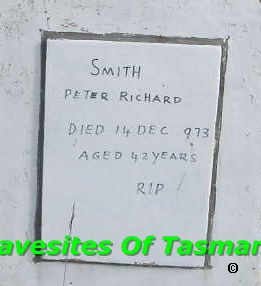 SMITH
PETER RICHARD
DIED 14 DEC 973
AGED 42 YEARS
RIP
avesites Of Tasman
©